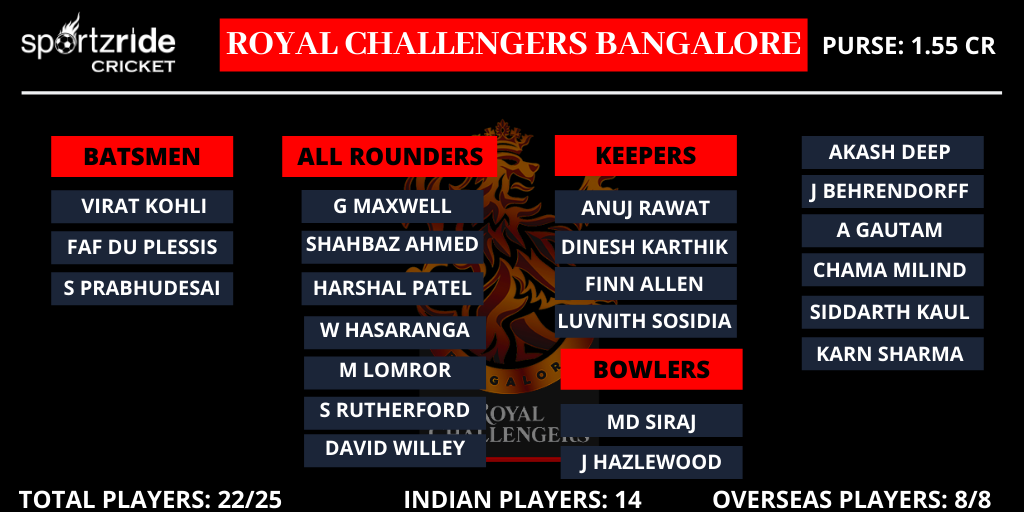 sportzride
CRICKET
ROYAL CHALLENGERS BANGALORE
PURSE: 1.55 CR
BATSMEN
VIRAT KOHLI
FAF DU PLESSIS
S PRABHUDESAI
ALL ROUNDERS
G MAXWELL
SHAHBAZ AHMED
HARSHAL PATEL
W HASARANGA
M LOMROR
S RUTHERFORD
DAVID WILLEY
KEEPERS
ANUJ RAWAT
DINESH KARTHIK
FINN ALLEN
LUVNITH SOSIDIA
BOWLERS
MD SIRAJ
J HAZLEWOOD
AKASH DEEP
J BEHRENDORFF
A GAUTAM
CHAMA MILIND
SIDDARTH KAUL
KARN SHARMA
ROYAL
CHALLENGERS
TOTAL PLAYERS: 22/25
INDIAN PLAYERS: 14
OVERSEAS PLAYERS: 8/8